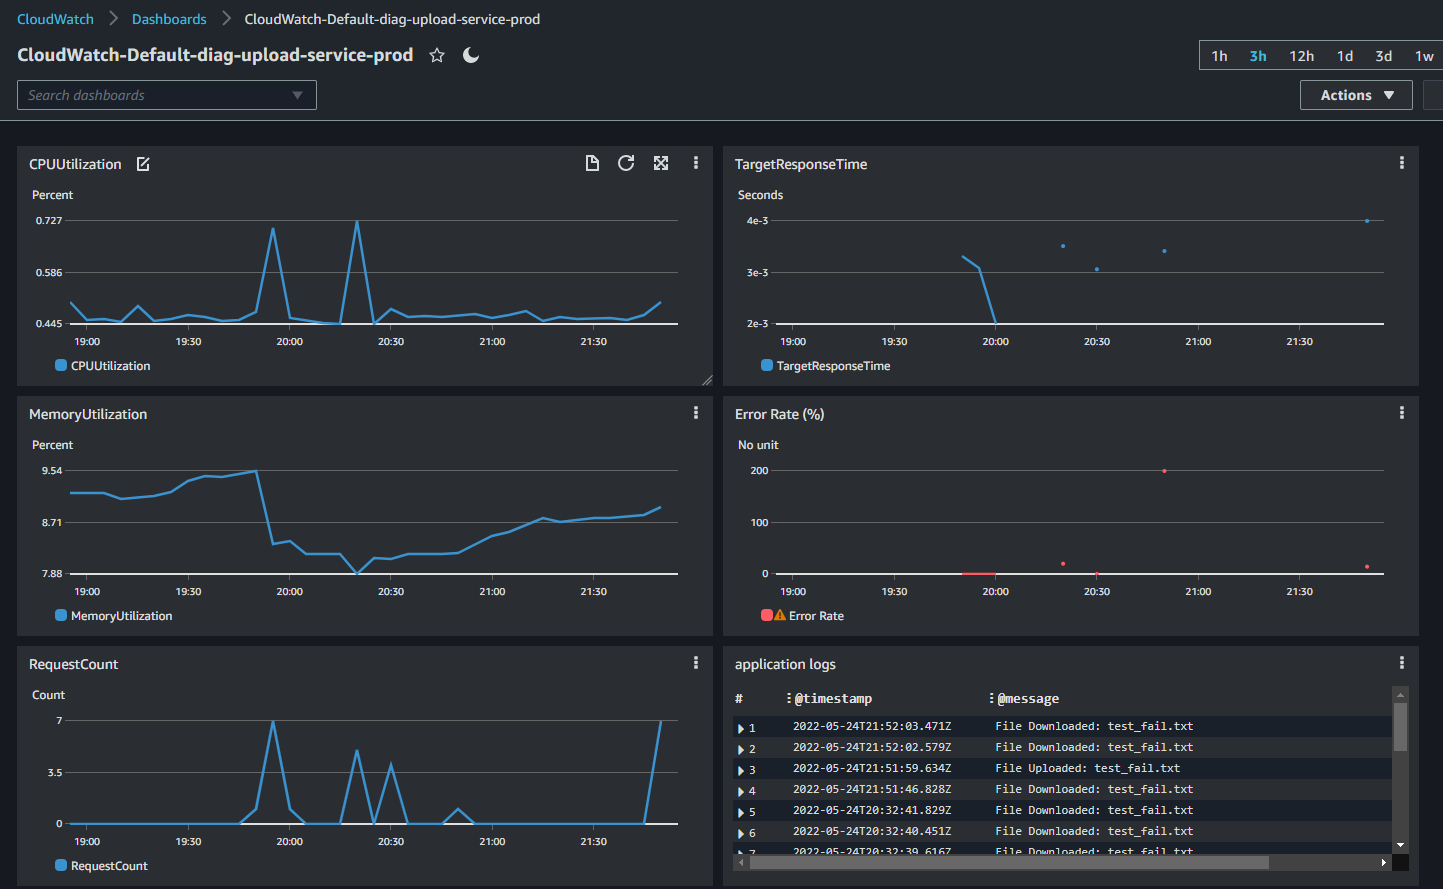 CloudWatch > Dashboards > CloudWatch-Default-diag-upload-service-prod
CloudWatch-Default-diag-upload-service-prod
1h 3h 12h 1d 3d 1w
Search dashboards
Actions
CPUUtilization
Percent
0.727
0.586
0.445
19:00 19:30 20:00 20:30 21:00 21:30
CPUUtilization
TargetResponseTime
Seconds
4e-3
3e-3
2e-3
19:00 19:30 20:00 20:30 21:00 21:30
TargetResponseTime
MemoryUtilization
Percent
9.54
8.71
7.88
19:00 19:30 20:00 20:30 21:00 21:30
MemoryUtilization
Error Rate (%)
No unit
200
100
0
19:00 19:30 20:00 20:30 21:00 21:30
Error Rate
RequestCount
Count
7
3.5
0
19:00 19:30 20:00 20:30 21:00 21:30
RequestCount
application logs
# @timestamp @message
1 2022-05-24T21:52:03.471Z File Downloaded: test_fail.txt
2 2022-05-24T21:52:02.579Z File Downloaded: test_fail.txt
3 2022-05-24T21:51:59.634Z File Uploaded: test_fail.txt
4 2022-05-24T21:51:46.828Z File Downloaded: test_fail.txt
5 2022-05-24T20:32:41.829Z File Downloaded: test_fail.txt
6 2022-05-24T20:32:40.451Z File Downloaded: test_fail.txt
7 2022-05-24T20:32:39.616Z File Downloaded: test_fail.txt